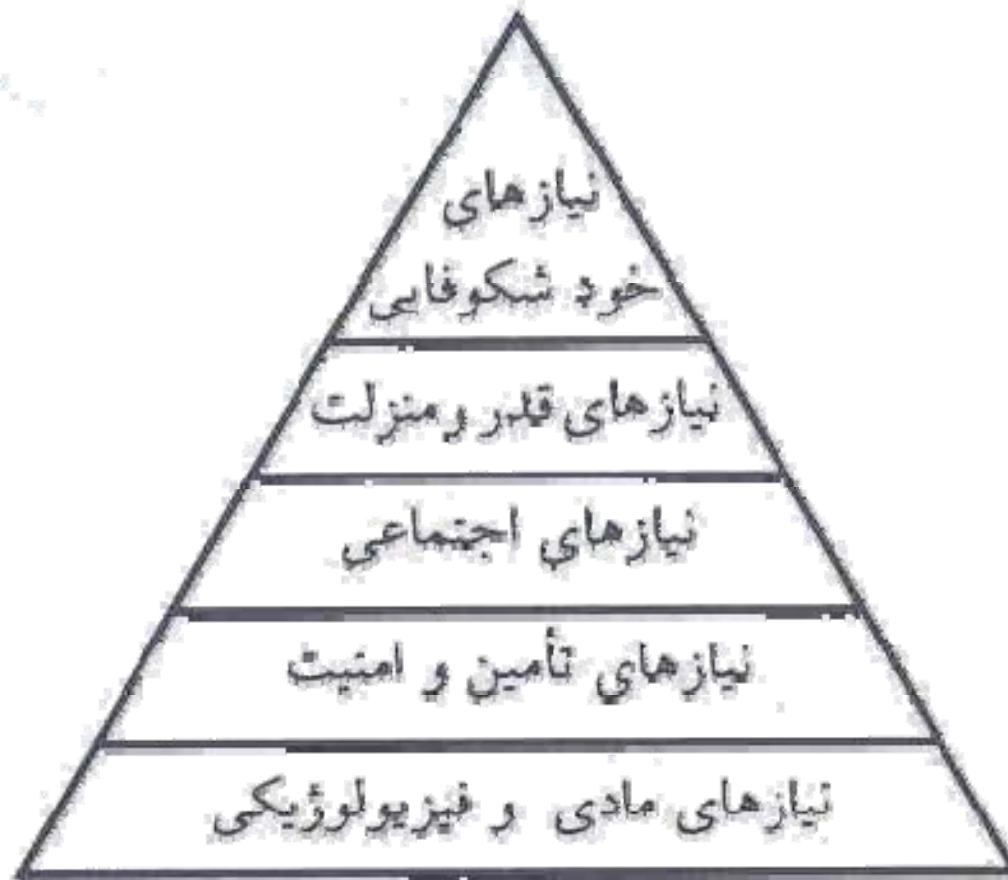 نیازهای
خود شکوفایی
نیازهای قدر و منزلت
نیازهای اجتماعی
نیازهای تأمین و امنیت
نیازهای مادی و فیزیولوژیکی